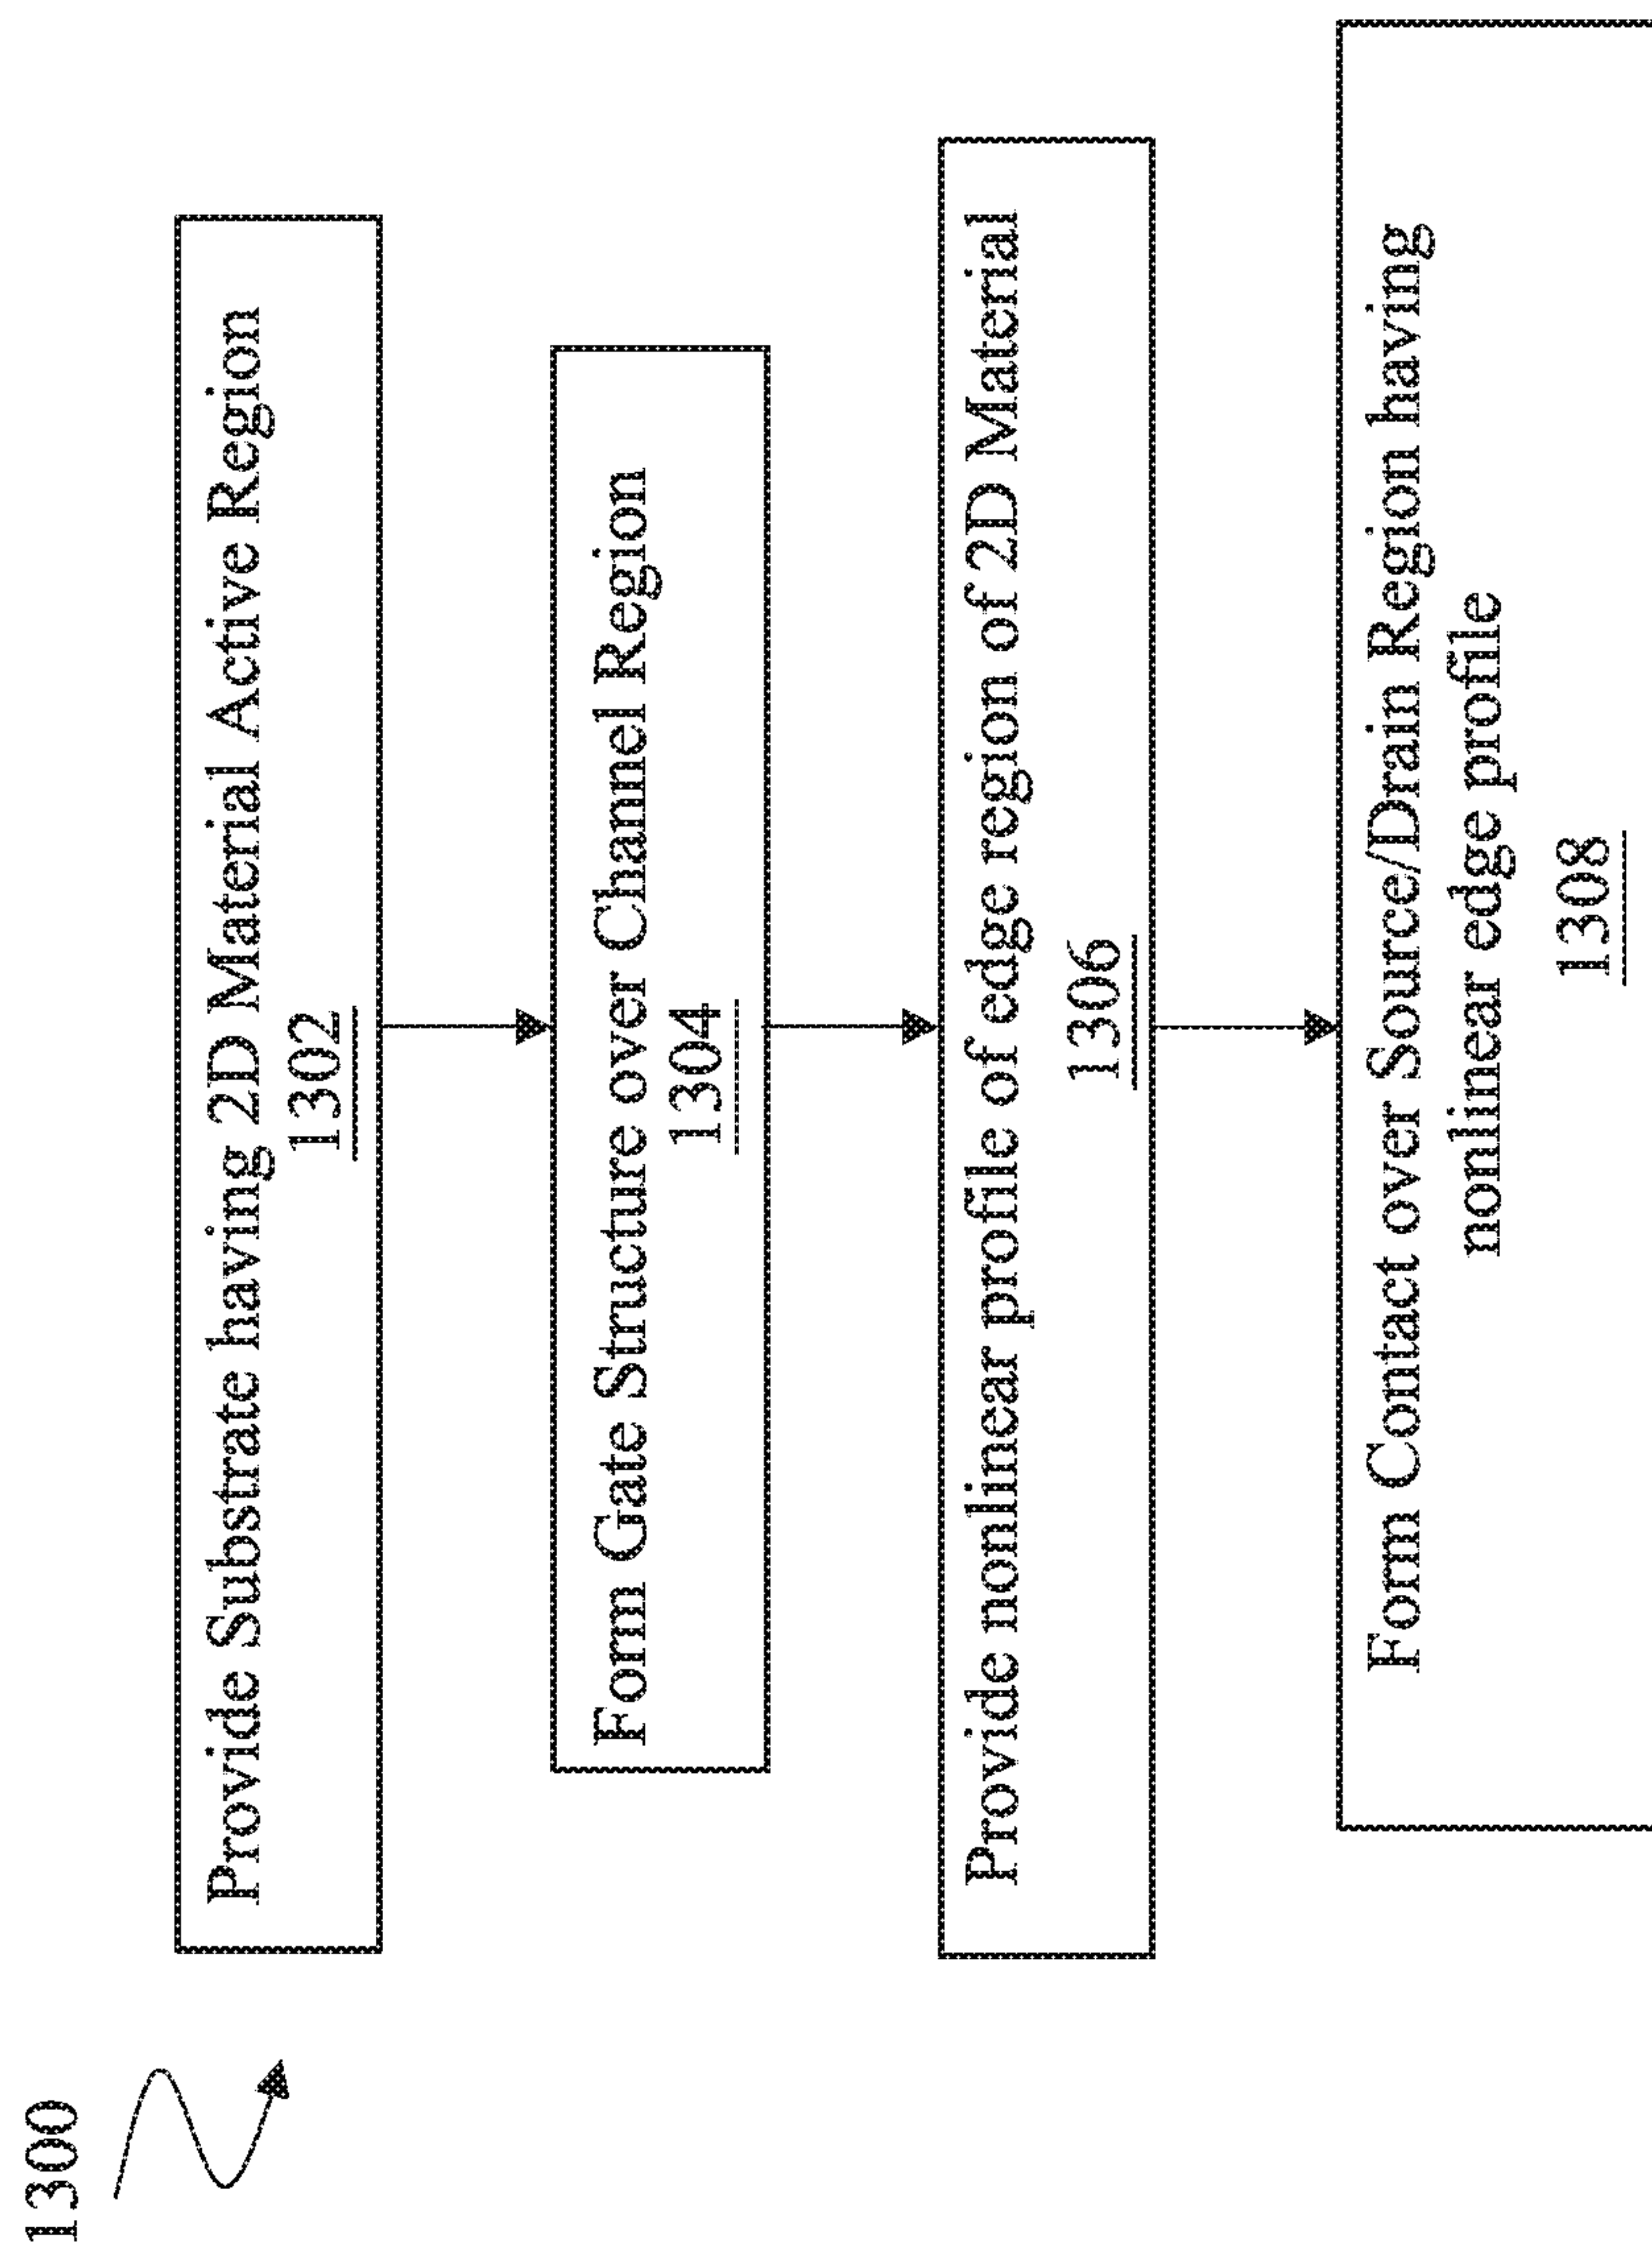 1300
Provide Substrate having 2D Material Active Region
1302
Form Gate Structure over Channel Region
1304
Provide nonlinear profile of edge region of 2D Material
1306
Form Contact over Source/Drain Region having
nonlinear edge profile
1308